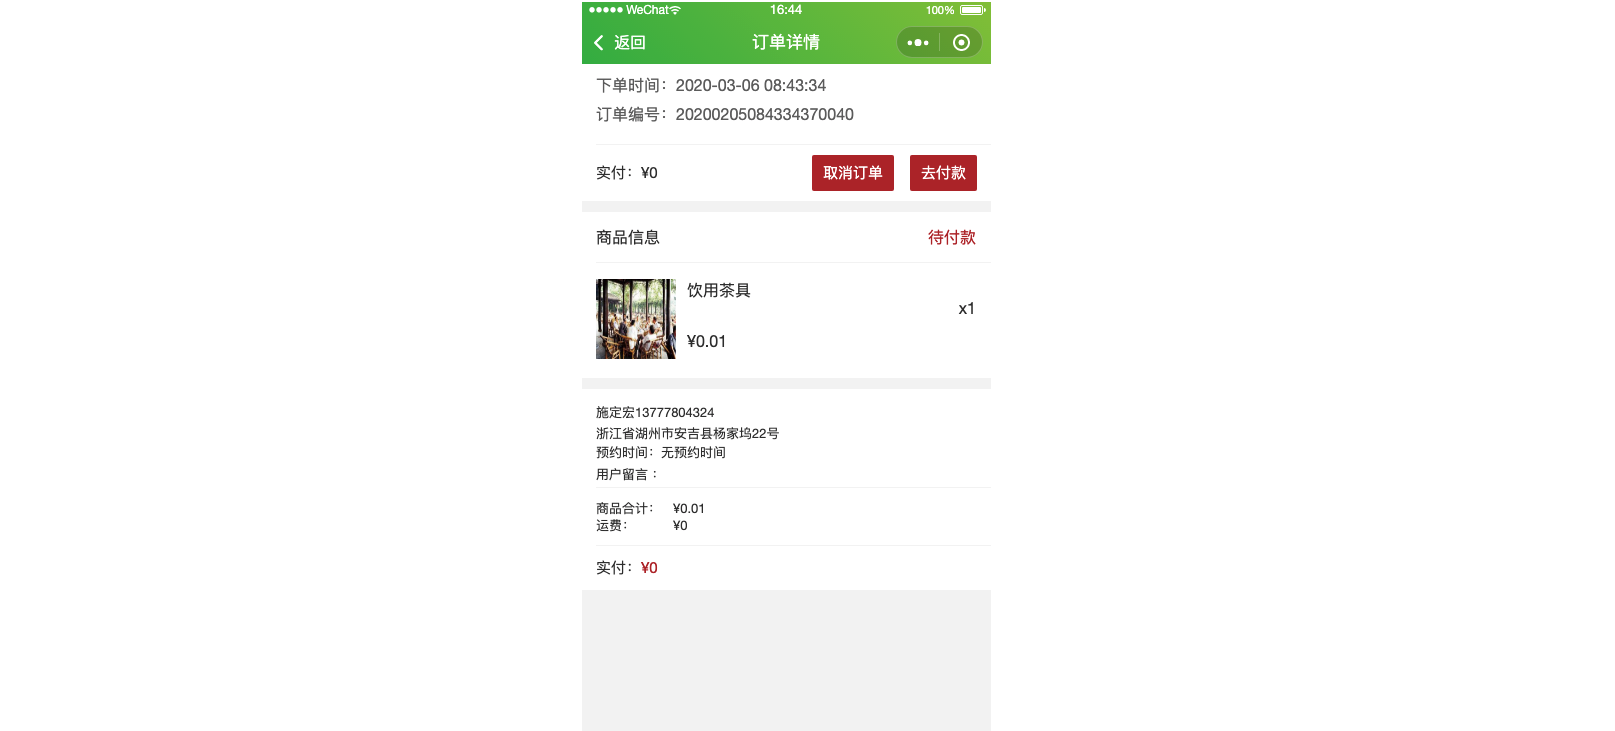 WeChat 16:44 100%
返回 订单详情
下单时间：2020-03-06 08:43:34
订单编号：20200205084334370040
实付：¥0 取消订单 去付款
商品信息 待付款
饮用茶具
x1
¥0.01
施定宏13777804324
浙江省湖州市安吉县杨家坞22号
预约时间：无预约时间
用户留言 ：
商品合计： ¥0.01
运费： ¥0
实付：¥0